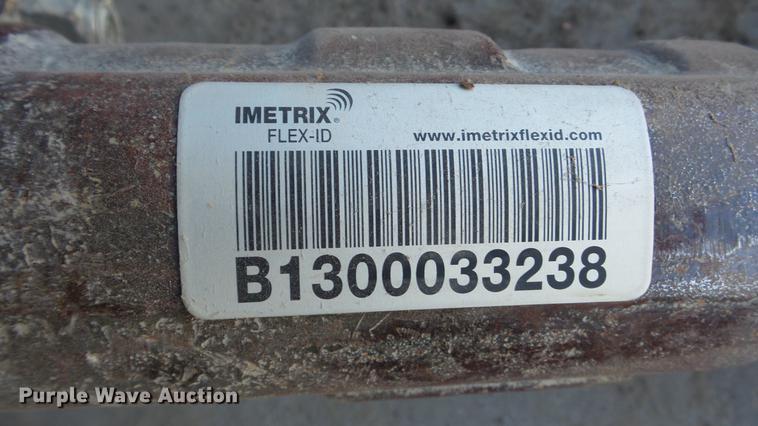 IMETRIX®
FLEX-ID
www.imetrixflexid.com
B1300033238
Purple Wave Auction